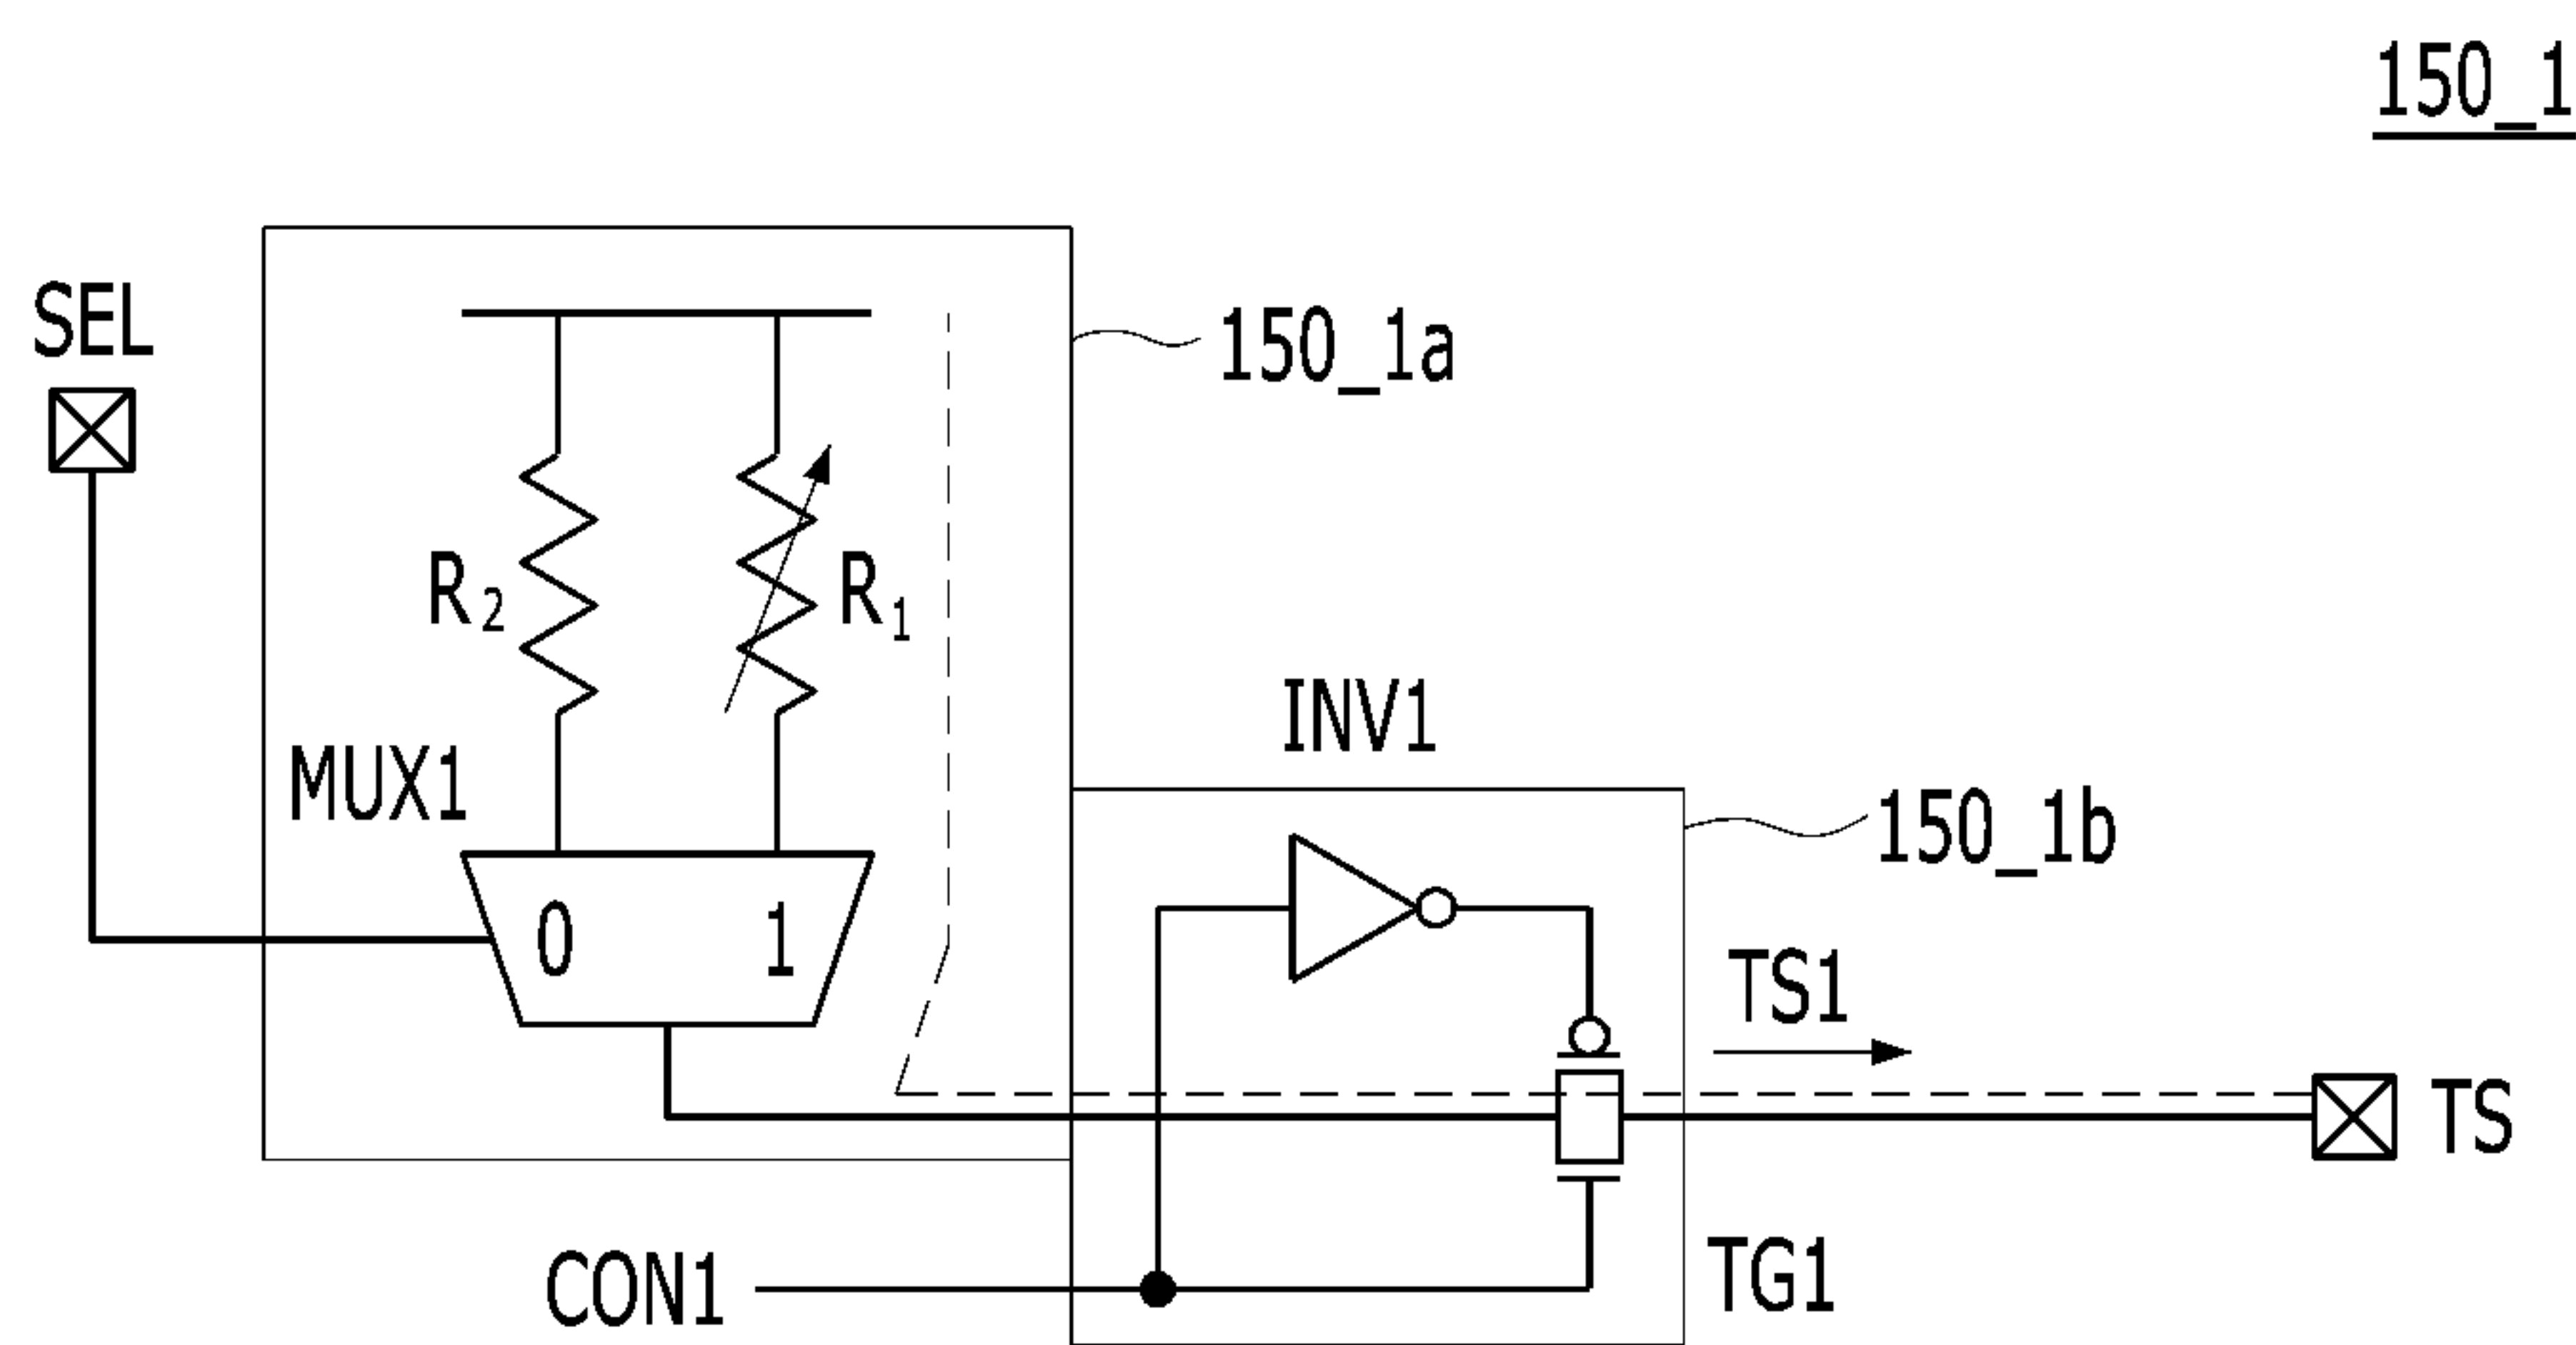 150_1
SEL
150_1a
R2
R1
INV1
MUX1
150_1b
0 1
TS1
TS
TG1
CON1